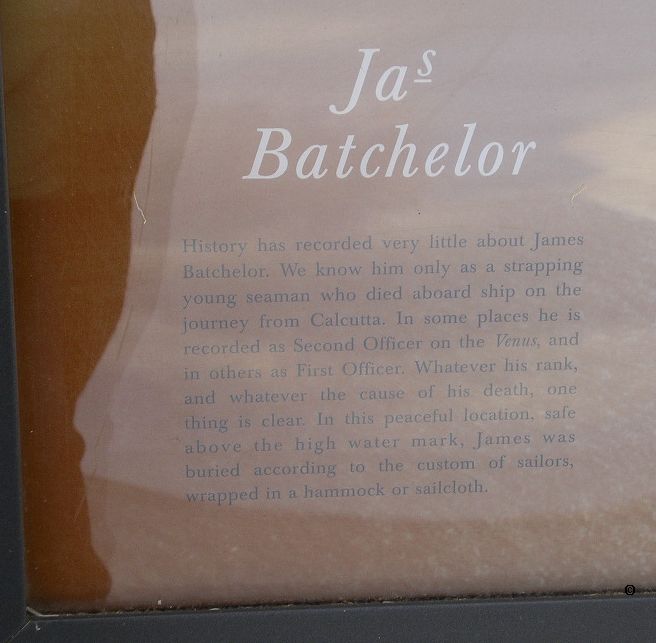 Jas
Batchelor
History has recorded very little about James
Batchelor. We know him only as a strapping
young seaman who died aboard ship on the
journey from Calcutta. In some places he is
recorded as Second Officer on the Venus, and
in others as First Officer. Whatever his rank,
and whatever the cause of his death, one
thing is clear. In this peaceful location, safe
above the high water mark, James was
buried according to the custom of sailors,
wrapped in a hammock or sailcloth.
©